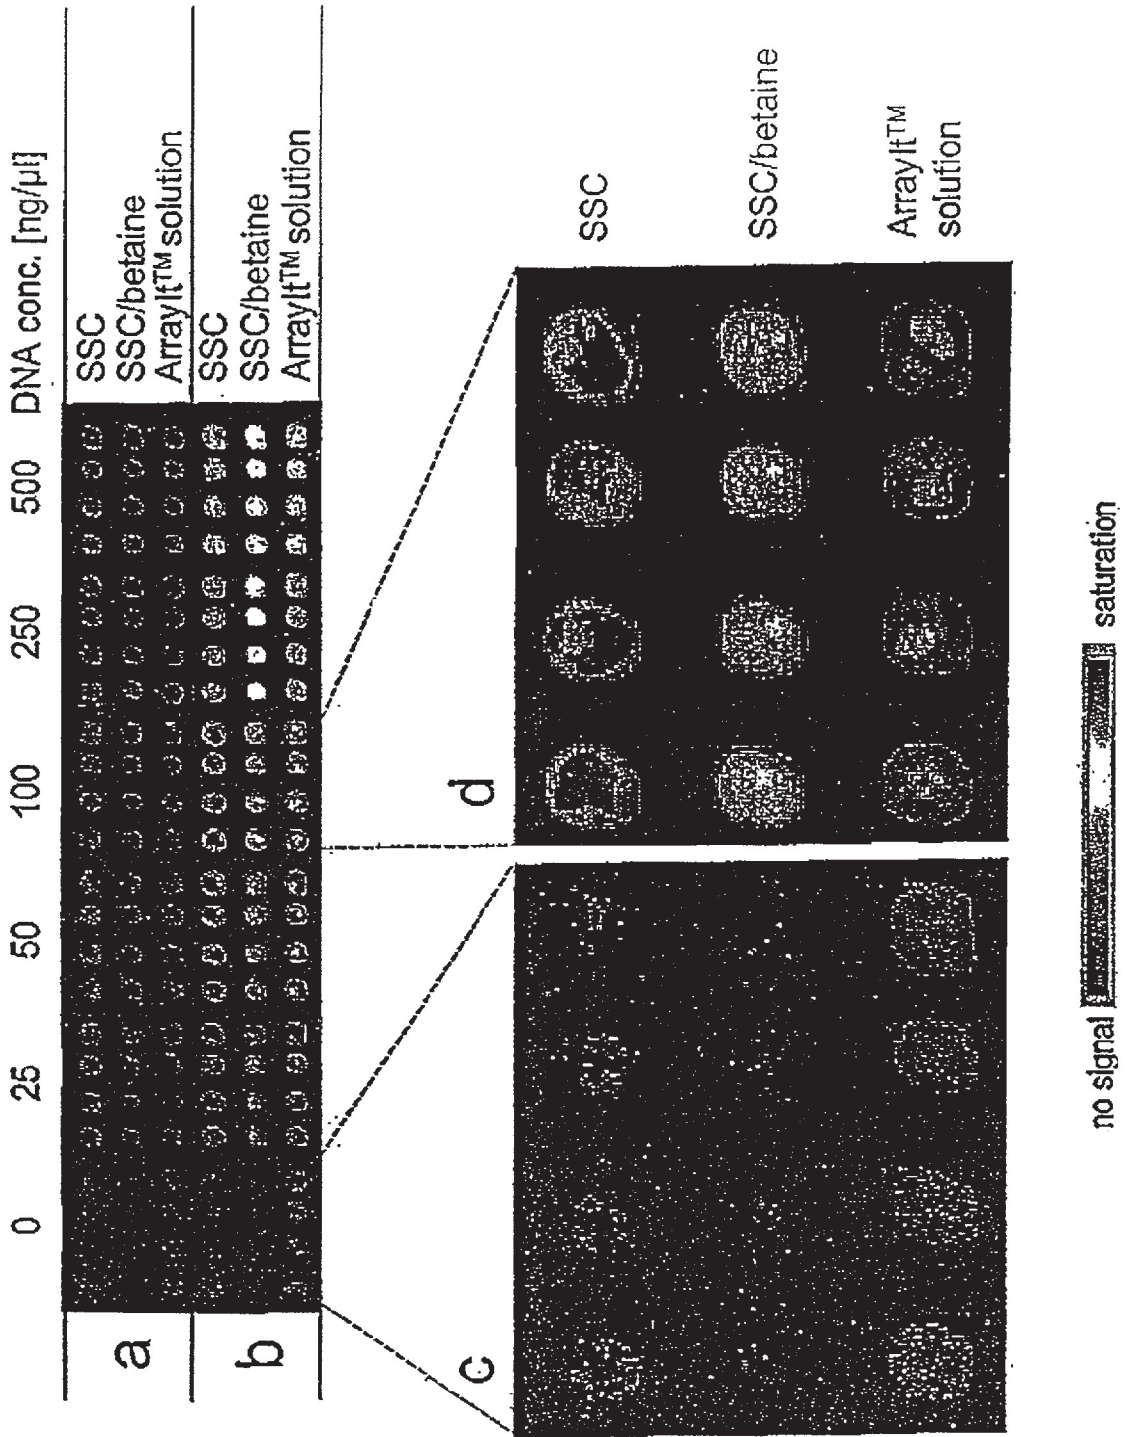 0 25 50 100 250 500 DNA conc. [ng/µl]
a
SSC
SSC/betaine
ArrayIt™ solution
b
SSC
SSC/betaine
ArrayIt™ solution
c
d
SSC
SSC/betaine
ArrayIt™
solution
no signal
saturation